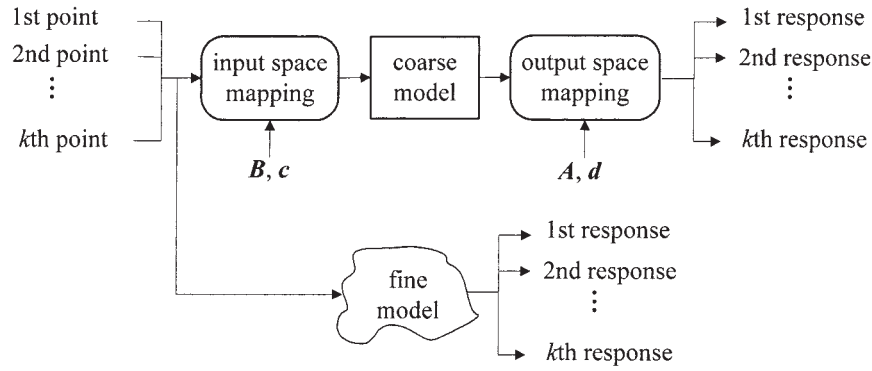 1st point
2nd point
⋮
kth point
input space
mapping
B, c
coarse
model
output space
mapping
A, d
1st response
2nd response
⋮
kth response
fine
model
1st response
2nd response
⋮
kth response